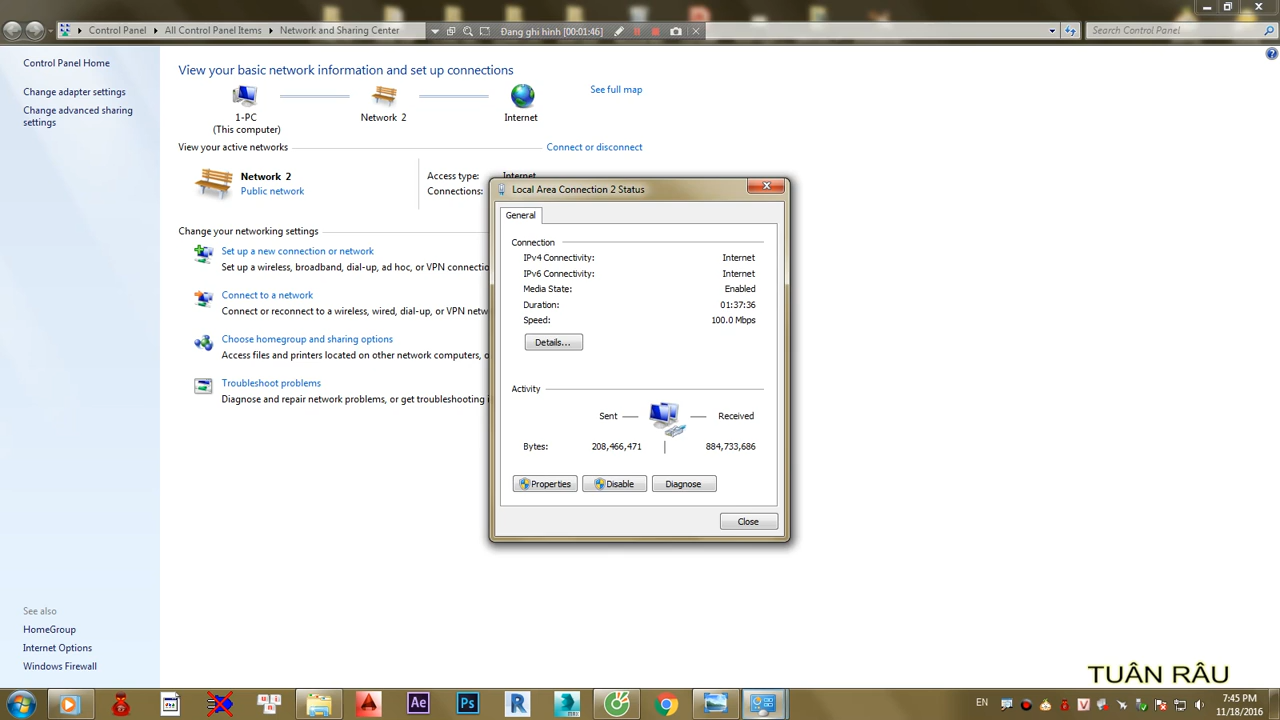 Control Panel
All Control Panel Items
Network and Sharing Center
Đang ghi hình [00:01:46]
Search Control Panel
Control Panel Home
Change adapter settings
Change advanced sharing
settings
View your basic network information and set up connections
See full map
1-PC
(This computer)
Network 2
Internet
View your active networks
Connect or disconnect
Network 2
Public network
Access type:
Internet
Connections:
Change your networking settings
Set up a new connection or network
Set up a wireless, broadband, dial-up, ad hoc, or VPN connectio
Connect to a network
Connect or reconnect to a wireless, wired, dial-up, or VPN netw
Choose homegroup and sharing options
Access files and printers located on other network computers, o
Troubleshoot problems
Diagnose and repair network problems, or get troubleshooting i
Local Area Connection 2 Status
General
Connection
IPv4 Connectivity: Internet
IPv6 Connectivity: Internet
Media State: Enabled
Duration: 01:37:36
Speed: 100.0 Mbps
Details...
Activity
Sent
Received
Bytes: 208,466,471 884,733,686
Properties
Disable
Diagnose
Close
See also
HomeGroup
Internet Options
Windows Firewall
TUÂN RÂU
Ae
Ps
R
EN
V
7:45 PM
11/18/2016